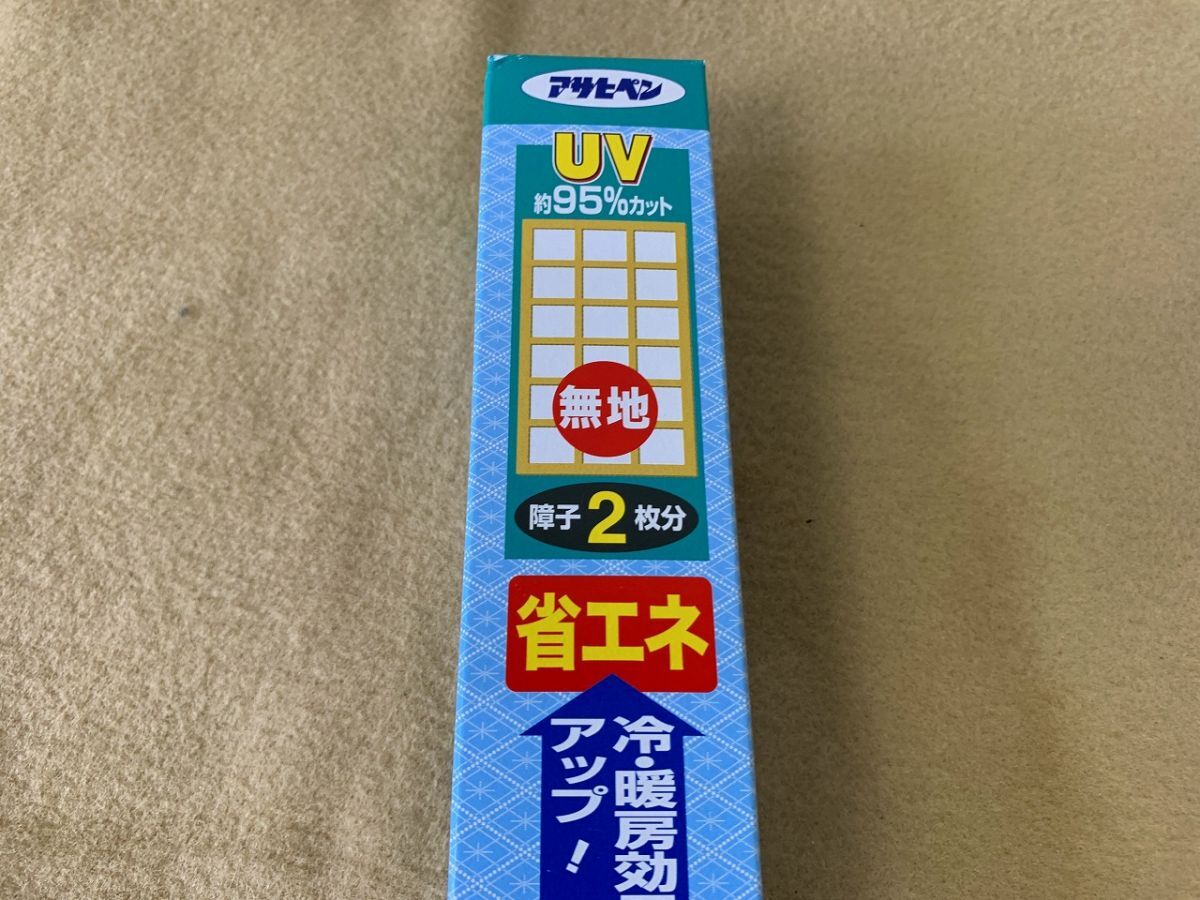 アサヒペン
UV
約95%カット
無地
障子2枚分
省エネ
冷・暖房効
アップ!